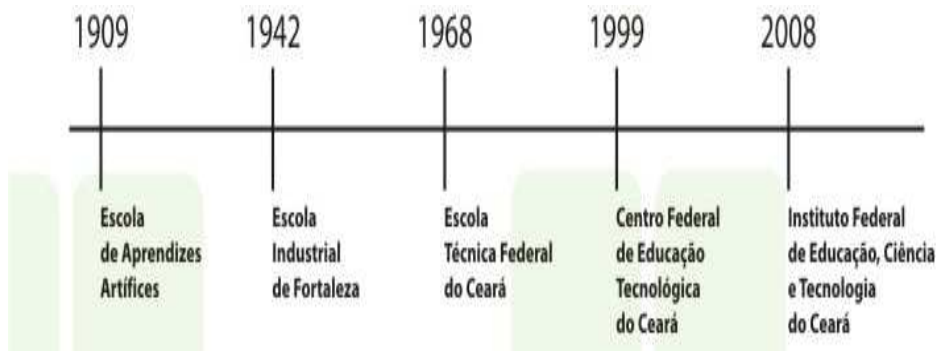 1909
1942
1968
1999
2008
Escola
de Aprendizes
Artífices
Escola
Industrial
de Fortaleza
Escola
Técnica Federal
do Ceará
Centro Federal
de Educação
Tecnológica
do Ceará
Instituto Federal
de Educação, Ciência
e Tecnologia
do Ceará